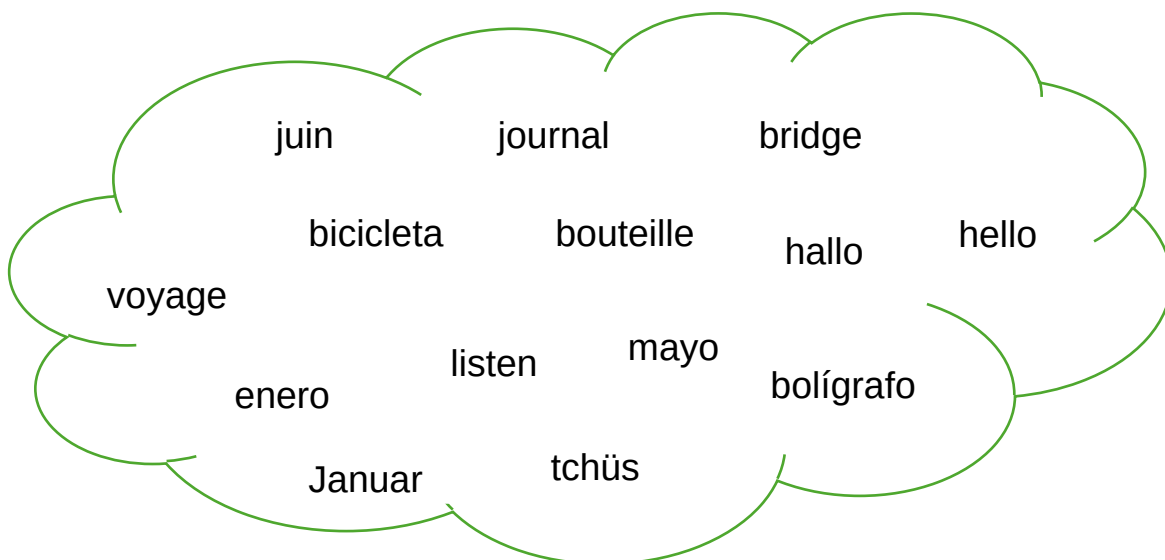 juin journal bridge
bicicleta bouteille hallo hello
voyage
listen mayo
enero bolígrafo
Januar tchüs